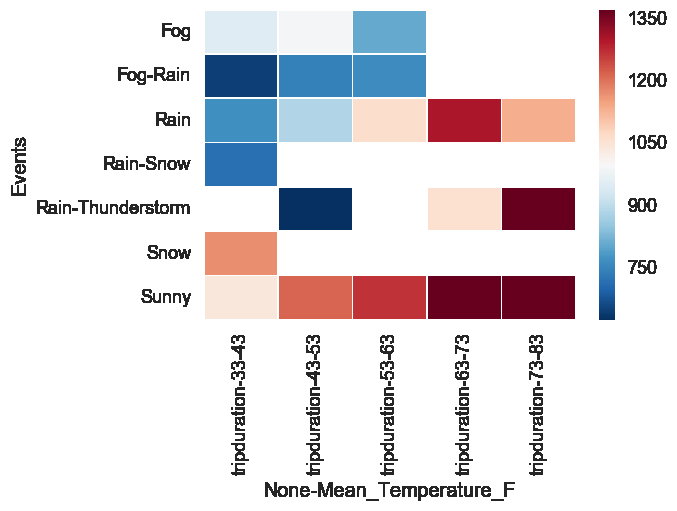 Fog
Fog-Rain
Rain
Rain-Snow
Rain-Thunderstorm
Snow
Sunny
Events
tripduration-33-43
tripduration-43-53
tripduration-53-63
tripduration-63-73
tripduration-73-83
None-Mean_Temperature_F
1350
1200
1050
900
750